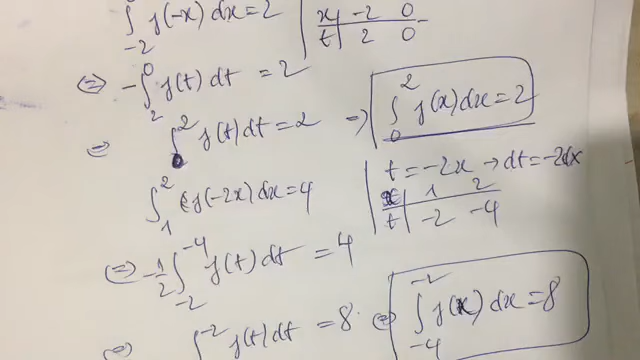 ∫_{-2}^{0} f(-x) dx = 2 | x | -2 0
t | 2 0
⇔ -∫_{2}^{0} f(t) dt = 2
⇔ ∫_{0}^{2} f(t) dt = 2 → ∫_{0}^{2} f(x) dx = 2
∫_{1}^{2} f(-2x) dx = 4 | t = -2x → dt = -2dx
x | 1 2
t | -2 -4
⇔ -1/2 ∫_{-2}^{-4} f(t) dt = 4
⇔ ∫^{-2} f(t) dt = 8 ⇔ ∫_{-4}^{-2} f(x) dx = 8